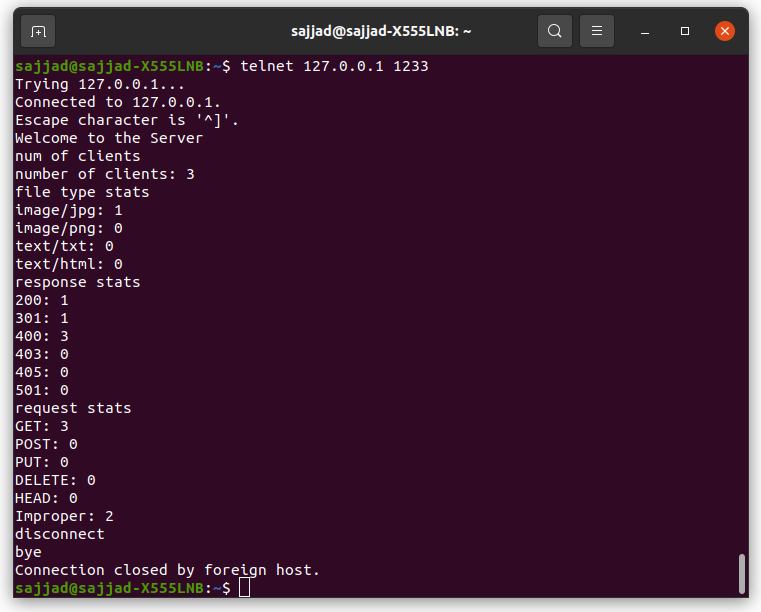 sajjad@sajjad-X555LNB: ~
sajjad@sajjad-X555LNB:~$ telnet 127.0.0.1 1233
Trying 127.0.0.1...
Connected to 127.0.0.1.
Escape character is '^]'.
Welcome to the Server
num of clients
number of clients: 3
file type stats
image/jpg: 1
image/png: 0
text/txt: 0
text/html: 0
response stats
200: 1
301: 1
400: 3
403: 0
405: 0
501: 0
request stats
GET: 3
POST: 0
PUT: 0
DELETE: 0
HEAD: 0
Improper: 2
disconnect
bye
Connection closed by foreign host.
sajjad@sajjad-X555LNB:~$